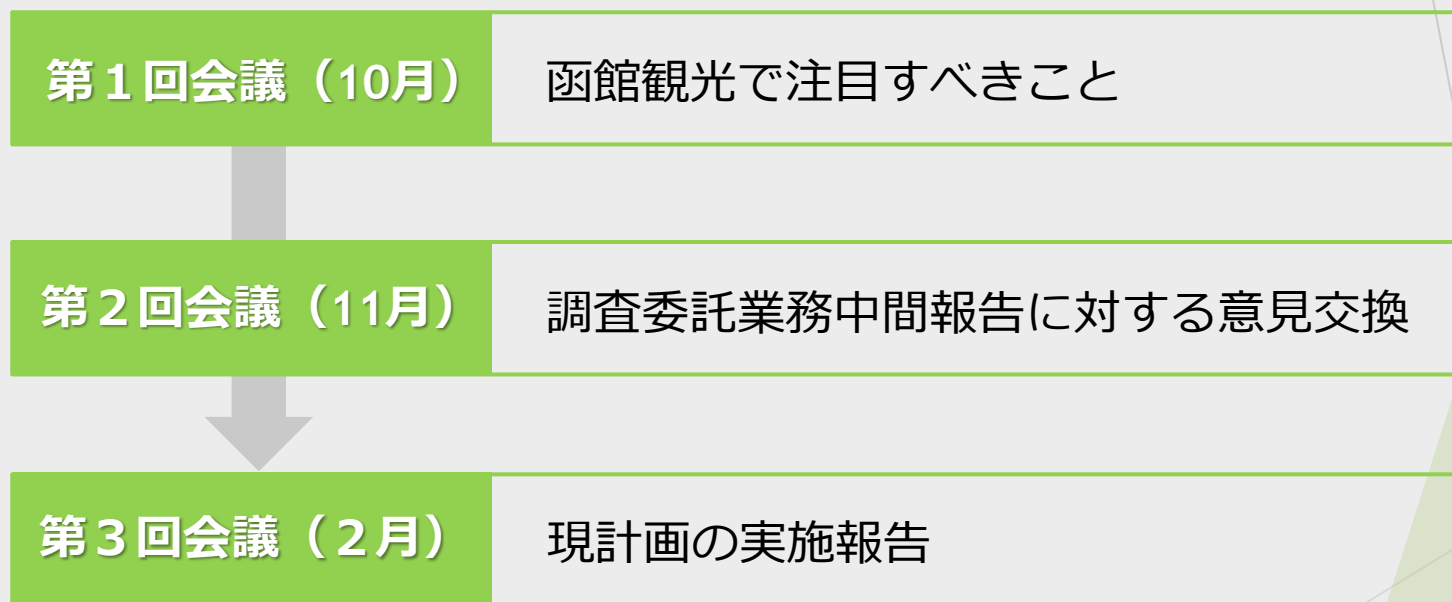 第１回会議（10月）
函館観光で注目すべきこと
第２回会議（11月）
調査委託業務中間報告に対する意見交換
第３回会議（２月）
現計画の実施報告